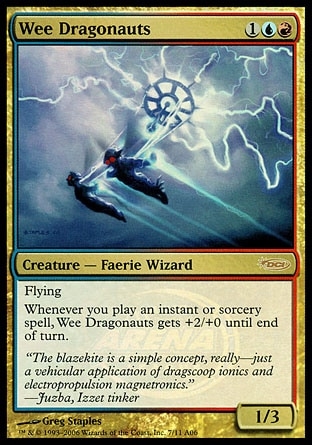 Wee Dragonauts 1
DCI
Creature — Faerie Wizard
Flying
Whenever you play an instant or sorcery
spell, Wee Dragonauts gets +2/+0 until end
of turn.
ARENA
"The blazekite is a simple concept, really—just
a vehicular application of dragscoop ionics and
electropulsion magnetronics."
—Juzba, Izzet tinker
Greg Staples
1/3
™ & © 1993–2006 Wizards of the Coast, Inc. 7/11 A06